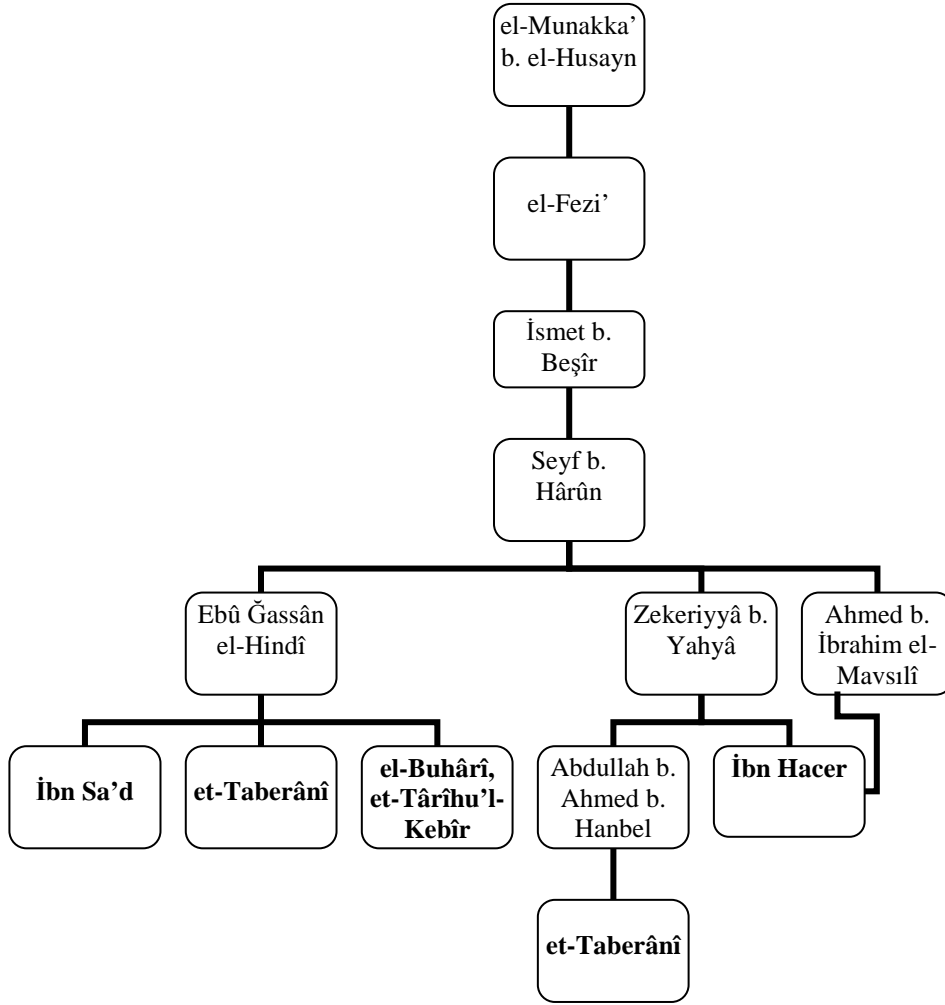 el-Munakka’
b. el-Husayn
el-Fezi’
İsmet b.
Beşîr
Seyf b.
Hârûn
Ebû Ğassân
el-Hindî
Zekeriyyâ b.
Yahyâ
Ahmed b.
İbrahim el-
Mavsılî
İbn Sa’d
et-Taberânî
el-Buhârî,
et-Târîhu’l-
Kebîr
Abdullah b.
Ahmed b.
Hanbel
İbn Hacer
et-Taberânî